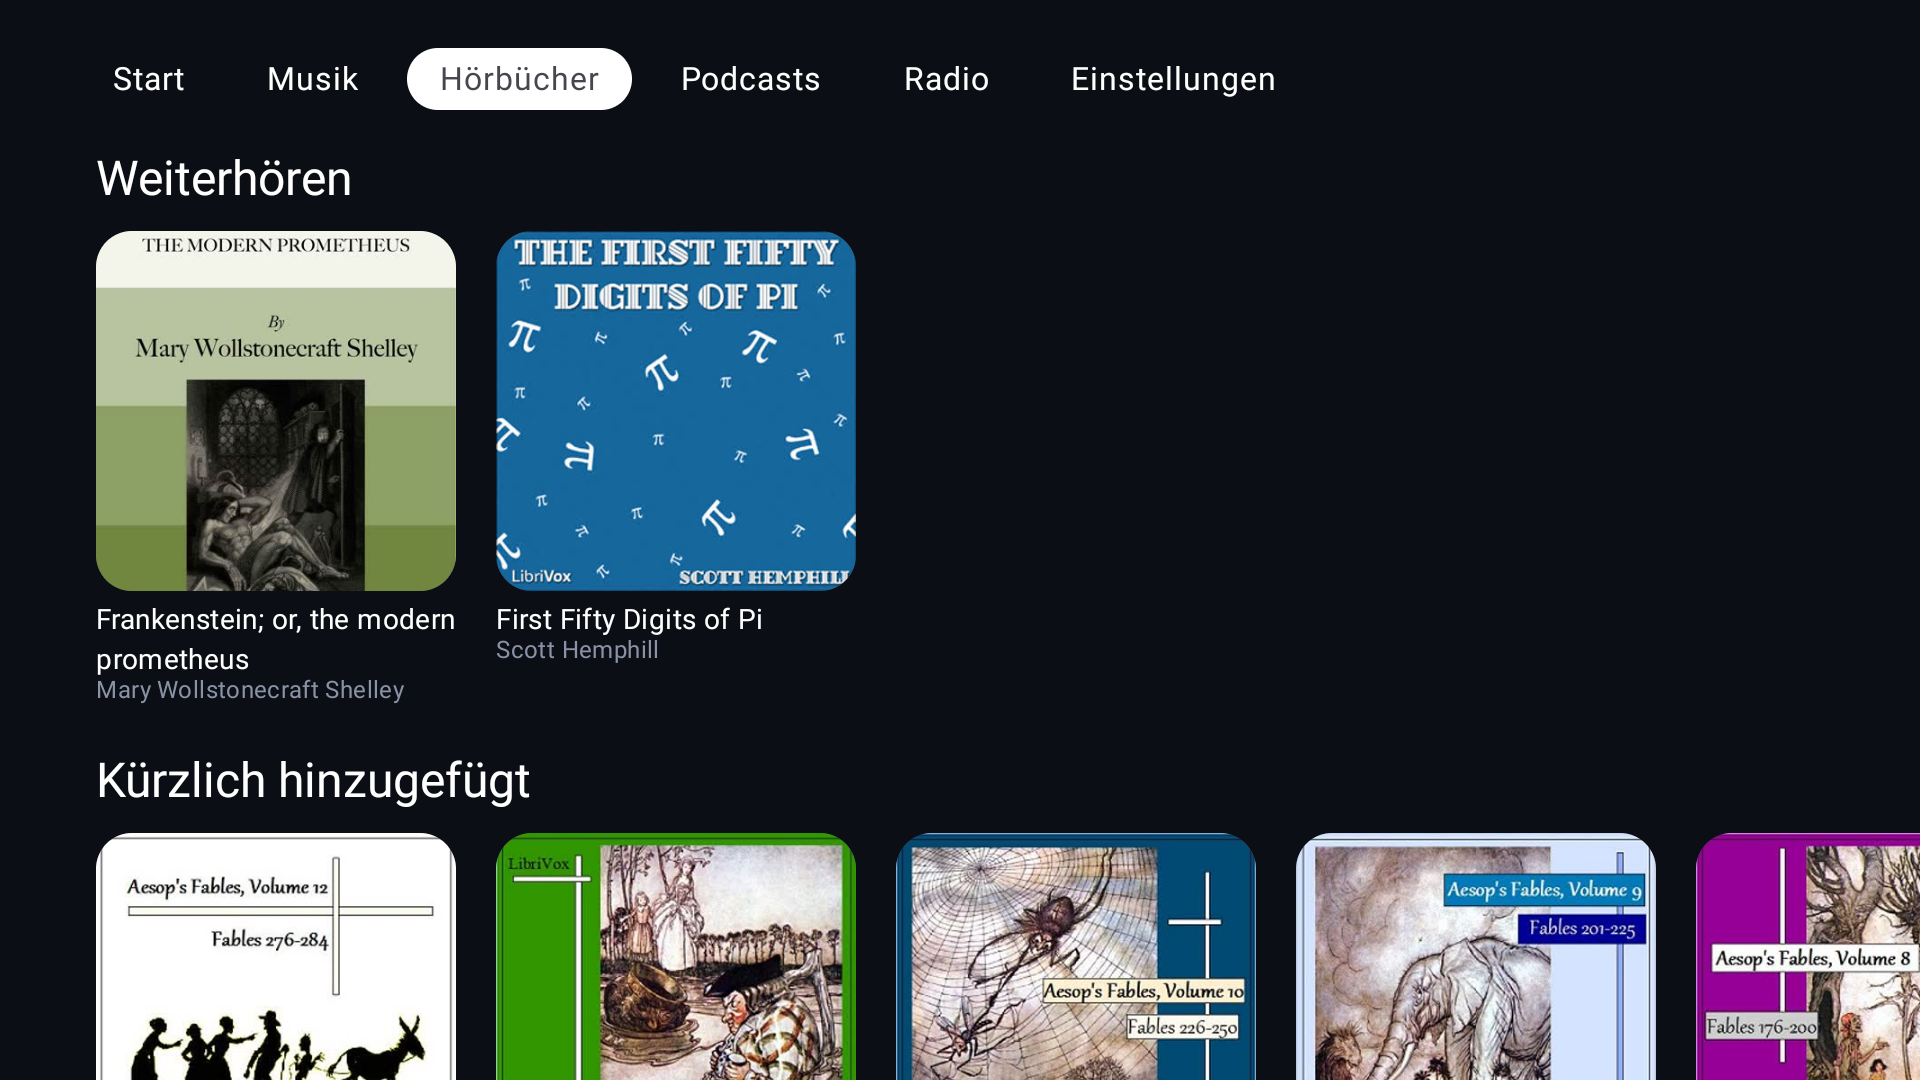 Start
Musik
Hörbücher
Podcasts
Radio
Einstellungen
Weiterhören
THE MODERN PROMETHEUS
By
Mary Wollstonecraft Shelley
THE FIRST FIFTY
DIGITS OF PI
LibriVox
SCOTT HEMPHILL
Frankenstein; or, the modern
prometheus
Mary Wollstonecraft Shelley
First Fifty Digits of Pi
Scott Hemphill
Kürzlich hinzugefügt
Aesop's Fables, Volume 12
Fables 276-284
LibriVox
Aesop's Fables, Volume 10
Fables 226-250
Aesop's Fables, Volume 9
Fables 201-225
Aesop's Fables, Volume 8
Fables 176-200